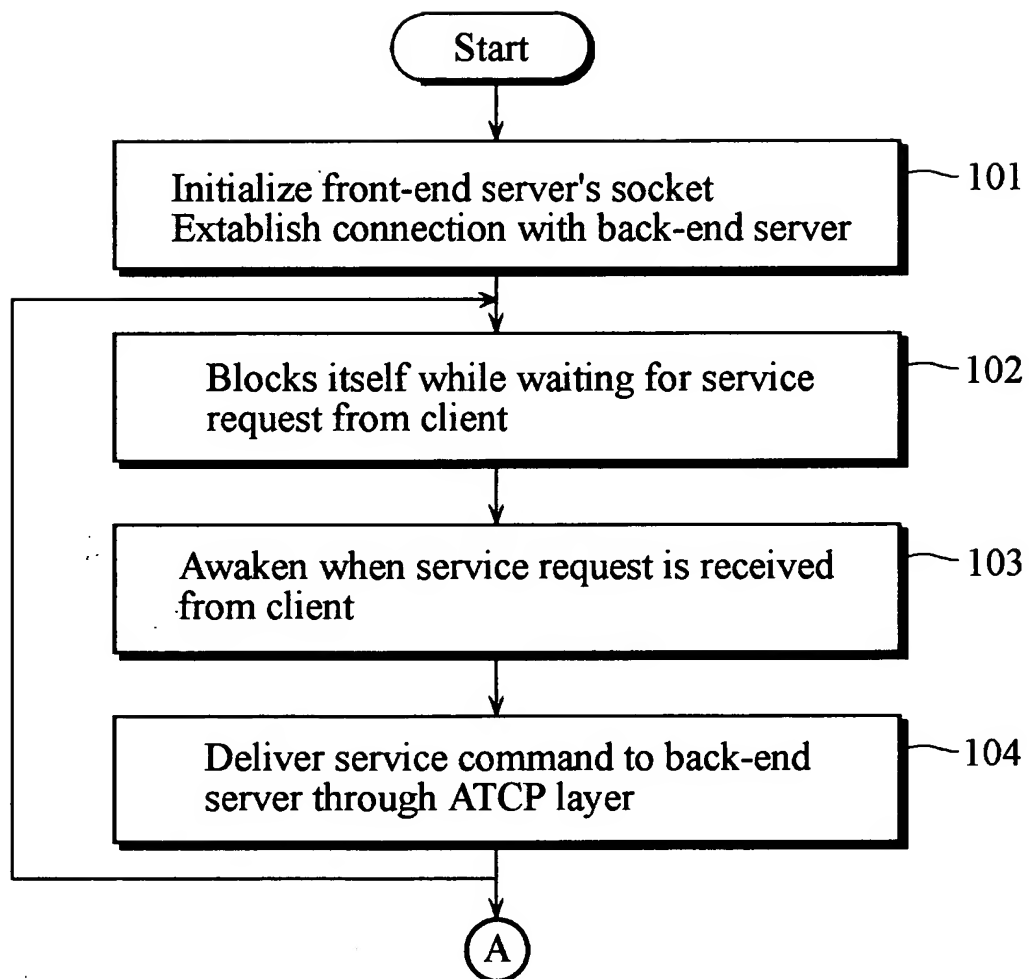 Start
Initialize front-end server's socket
Extablish connection with back-end server
101
Blocks itself while waiting for service
request from client
102
Awaken when service request is received
from client
103
Deliver service command to back-end
server through ATCP layer
104
A